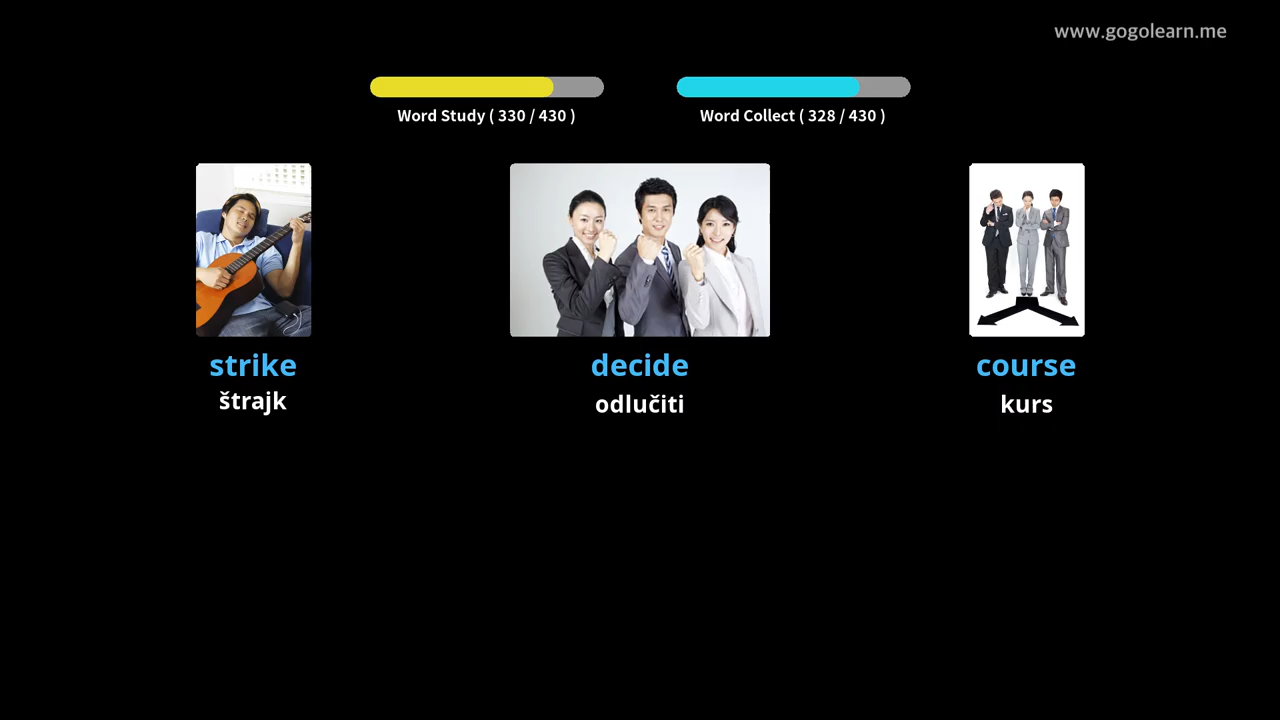 www.gogolearn.me
Word Study ( 330 / 430 )
Word Collect ( 328 / 430 )
strike
decide
course
štrajk
odlučiti
kurs